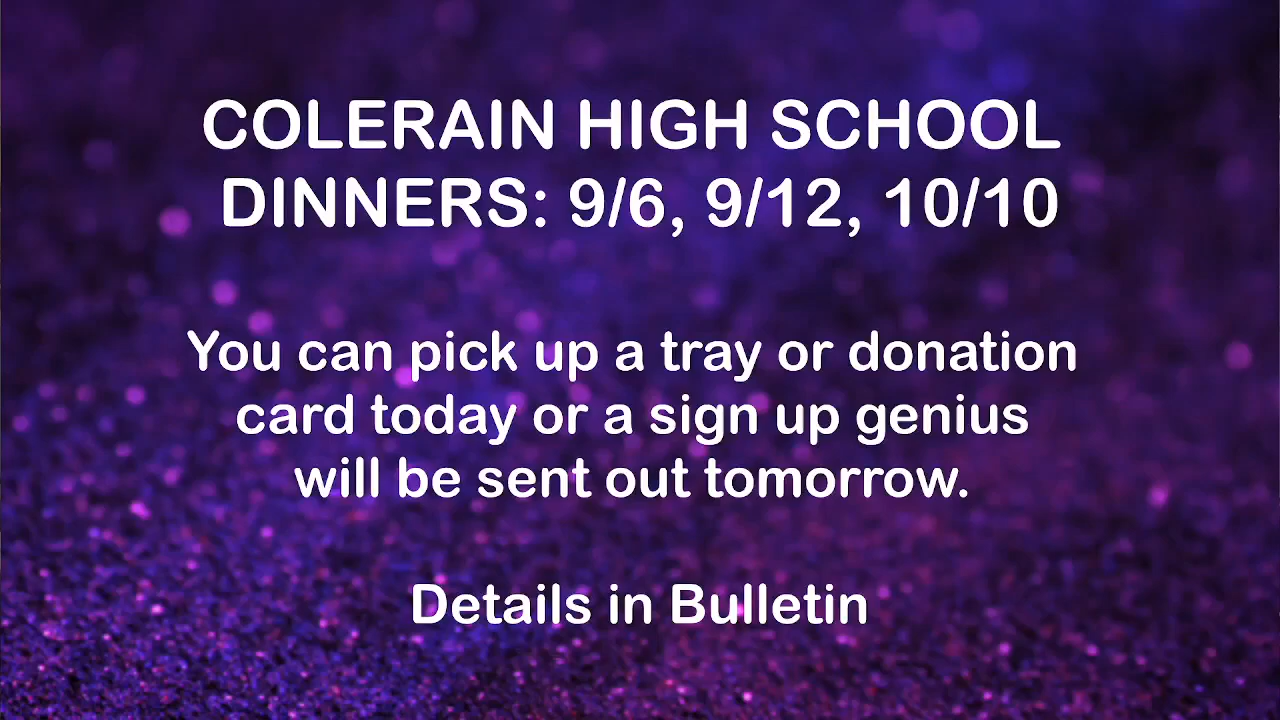 COLERAIN HIGH SCHOOL
DINNERS: 9/6, 9/12, 10/10
You can pick up a tray or donation
card today or a sign up genius
will be sent out tomorrow.
Details in Bulletin